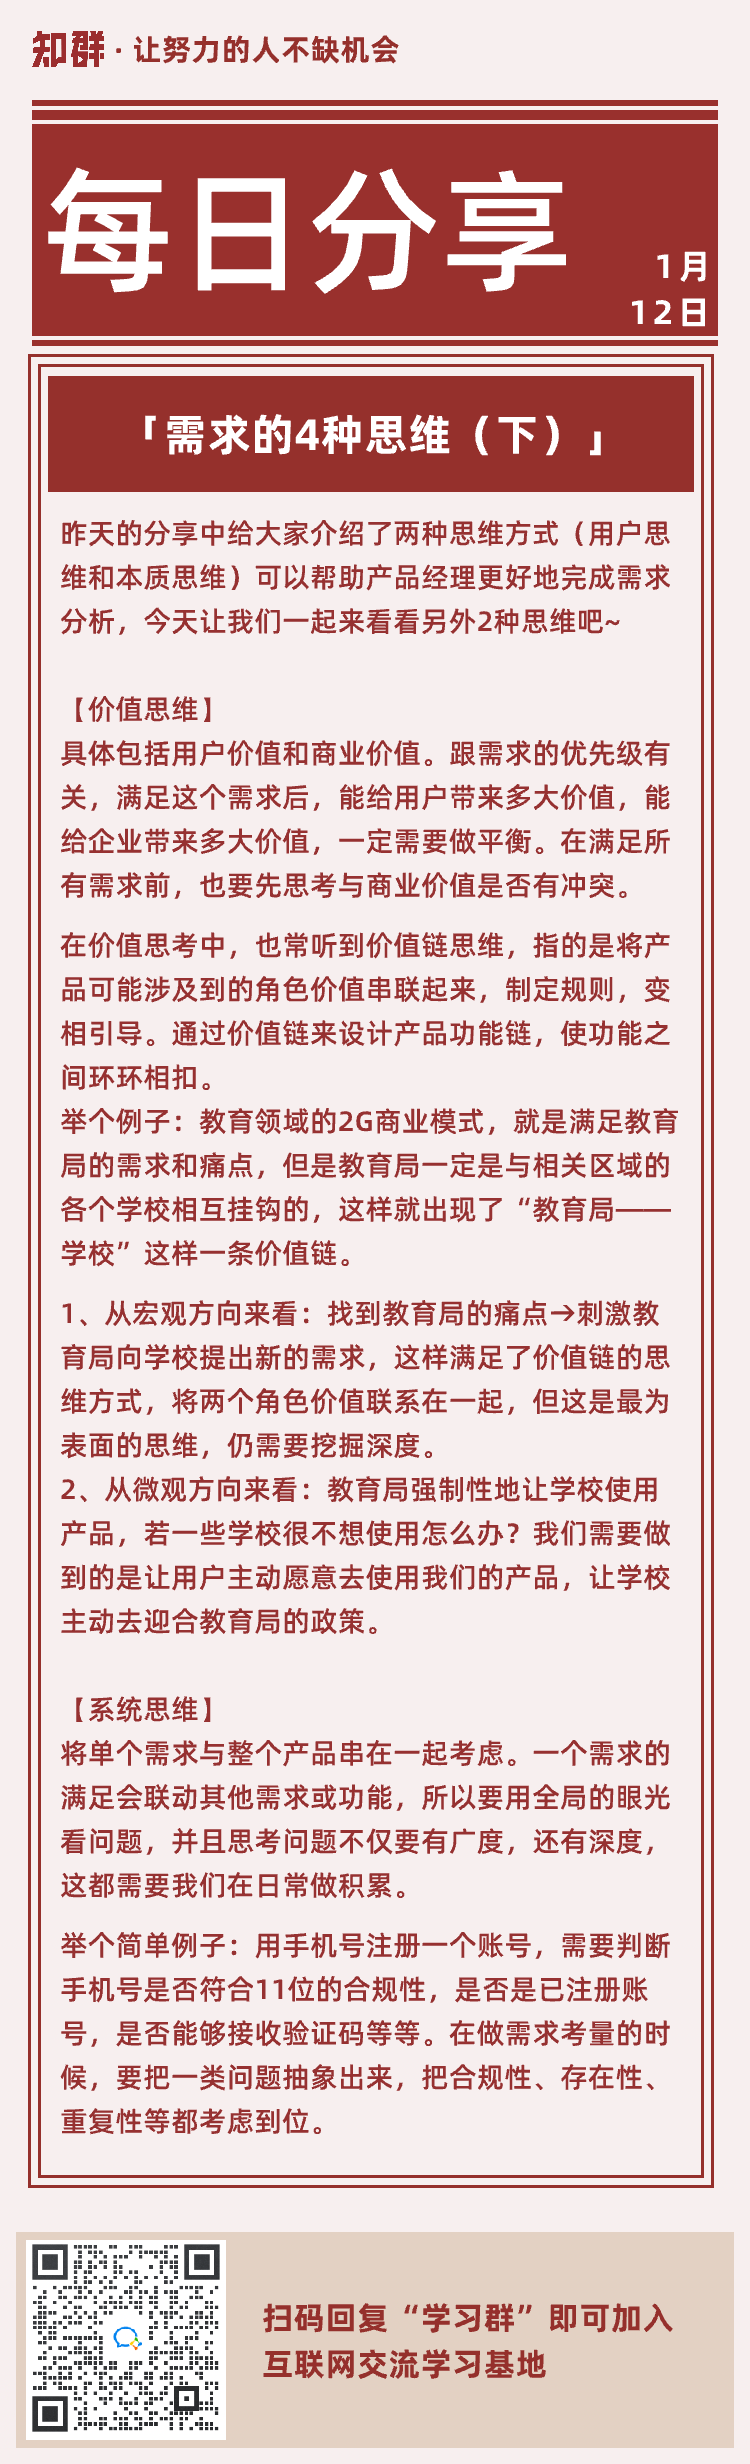 知群·让努力的人不缺机会
每日分享
1月
12日
「需求的4种思维（下）」
昨天的分享中给大家介绍了两种思维方式（用户思
维和本质思维）可以帮助产品经理更好地完成需求
分析，今天让我们一起来看看另外2种思维吧~
【价值思维】
具体包括用户价值和商业价值。跟需求的优先级有
关，满足这个需求后，能给用户带来多大价值，能
给企业带来多大价值，一定需要做平衡。在满足所
有需求前，也要先思考与商业价值是否有冲突。
在价值思考中，也常听到价值链思维，指的是将产
品可能涉及到的角色价值串联起来，制定规则，变
相引导。通过价值链来设计产品功能链，使功能之
间环环相扣。
举个例子：教育领域的2G商业模式，就是满足教育
局的需求和痛点，但是教育局一定是与相关区域的
各个学校相互挂钩的，这样就出现了“教育局——
学校”这样一条价值链。
1、从宏观方向来看：找到教育局的痛点→刺激教
育局向学校提出新的需求，这样满足了价值链的思
维方式，将两个角色价值联系在一起，但这是最为
表面的思维，仍需要挖掘深度。
2、从微观方向来看：教育局强制性地让学校使用
产品，若一些学校很不想使用怎么办？我们需要做
到的是让用户主动愿意去使用我们的产品，让学校
主动去迎合教育局的政策。
【系统思维】
将单个需求与整个产品串在一起考虑。一个需求的
满足会联动其他需求或功能，所以要用全局的眼光
看问题，并且思考问题不仅要有广度，还有深度，
这都需要我们在日常做积累。
举个简单例子：用手机号注册一个账号，需要判断
手机号是否符合11位的合规性，是否是已注册账
号，是否能够接收验证码等等。在做需求考量的时
候，要把一类问题抽象出来，把合规性、存在性、
重复性等都考虑到位。
扫码回复“学习群”即可加入
互联网交流学习基地